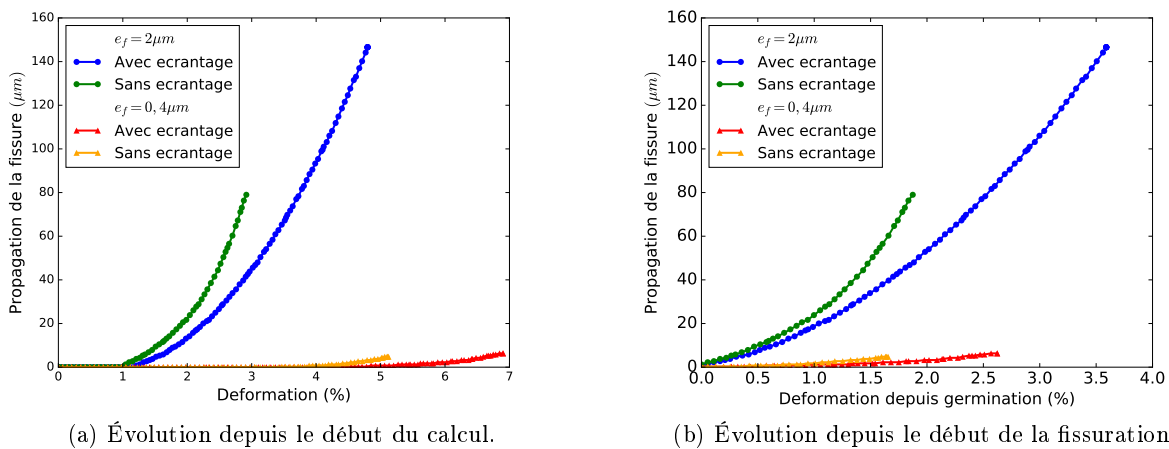 160
140
120
100
80
60
40
20
0
Propagation de la fissure (μm)
e_f = 2μm
Avec ecrantage
Sans ecrantage
e_f = 0, 4μm
Avec ecrantage
Sans ecrantage
0 1 2 3 4 5 6 7
Deformation (%)
(a) Évolution depuis le début du calcul.
160
140
120
100
80
60
40
20
0
Propagation de la fissure (μm)
e_f = 2μm
Avec ecrantage
Sans ecrantage
e_f = 0, 4μm
Avec ecrantage
Sans ecrantage
0.0 0.5 1.0 1.5 2.0 2.5 3.0 3.5 4.0
Deformation depuis germination (%)
(b) Évolution depuis le début de la fissuration